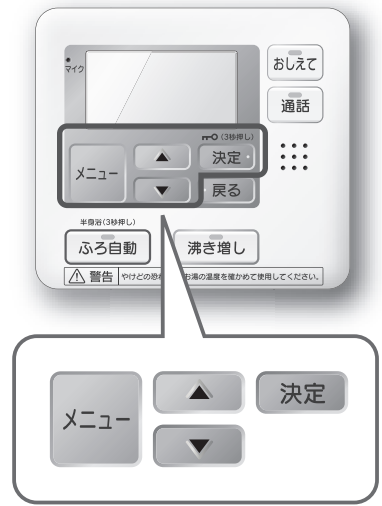 マイク
おしえて
通話
(3秒押し)
メニュー
▲
決定
▼
戻る
半身浴(3秒押し)
ふろ自動
沸き増し
警告
やけどの恐
お湯の温度を確かめて使用してください。
メニュー
▲
決定
▼